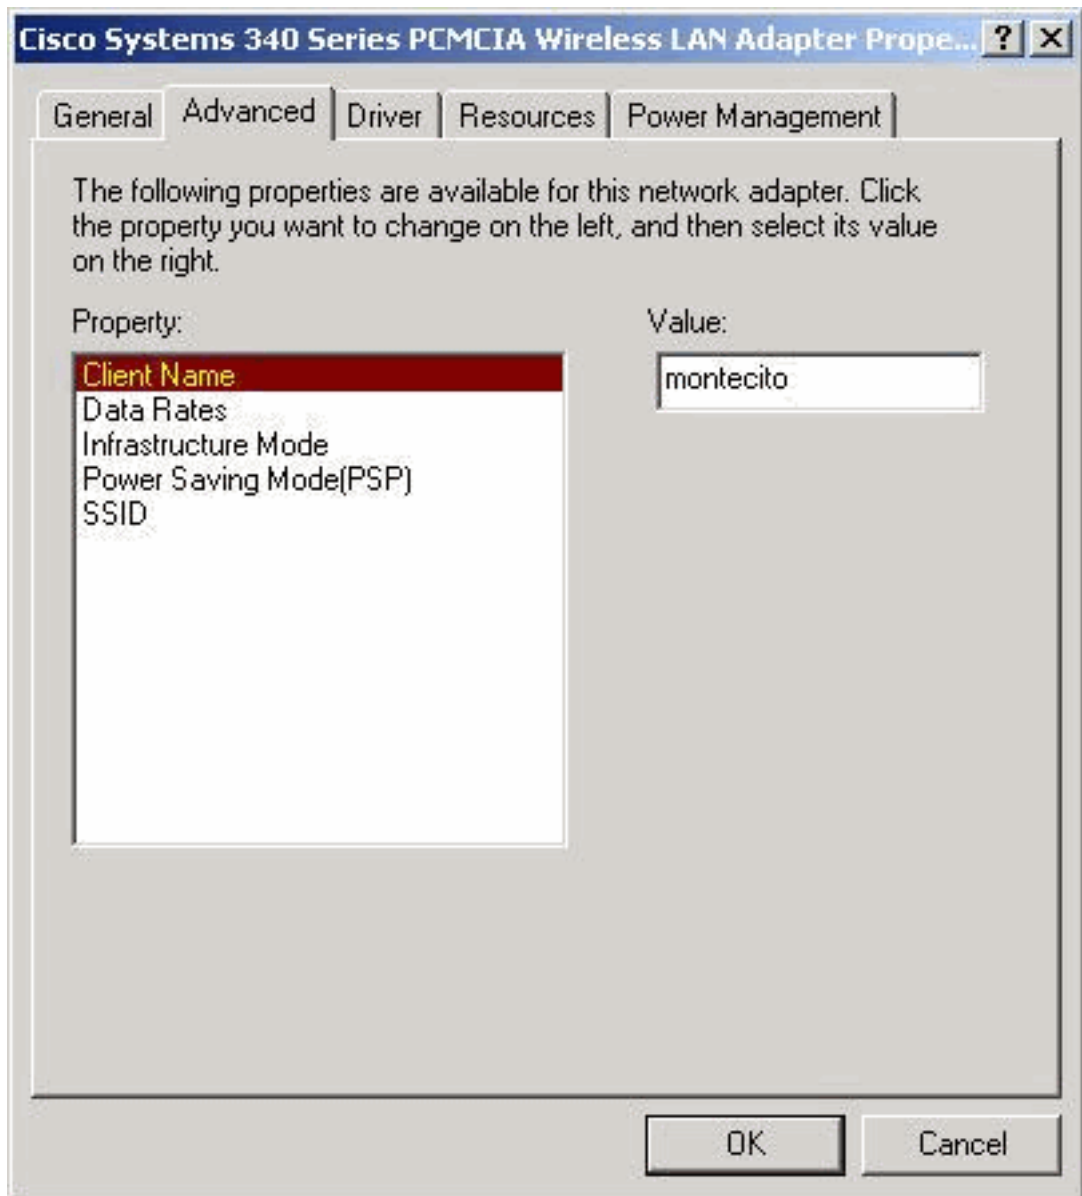 Cisco Systems 340 Series PCMCIA Wireless LAN Adapter Prope... ? X
General Advanced Driver Resources Power Management
The following properties are available for this network adapter. Click
the property you want to change on the left, and then select its value
on the right.
Property: Value:
Client Name montecito
Data Rates
Infrastructure Mode
Power Saving Mode(PSP)
SSID
OK Cancel